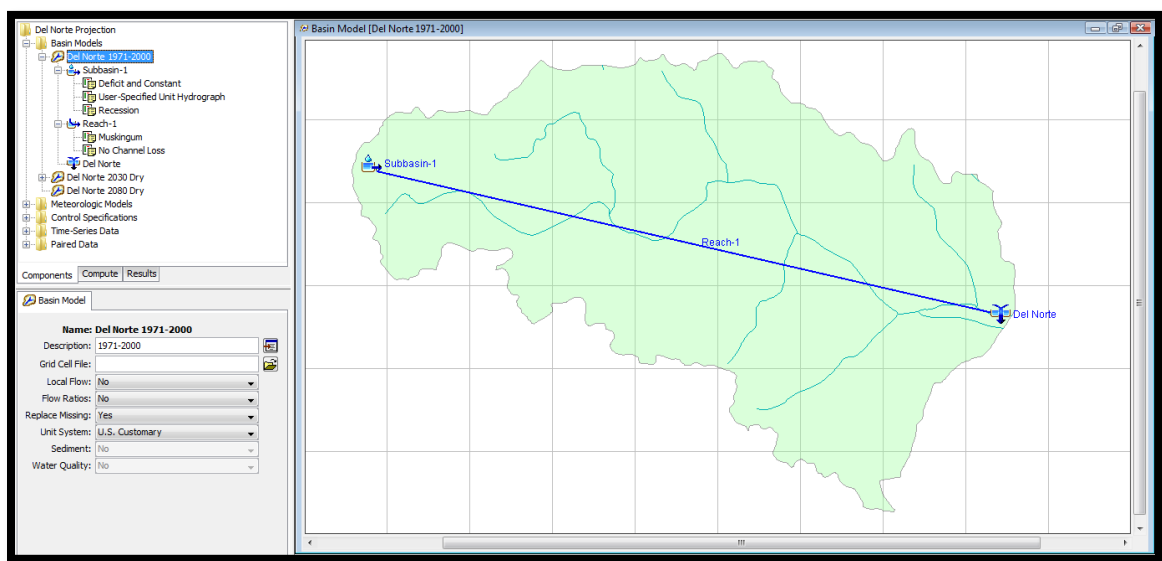 Del Norte Projection
Basin Models
Del Norte 1971-2000
Subbasin-1
Deficit and Constant
User-Specified Unit Hydrograph
Recession
Reach-1
Muskingum
No Channel Loss
Del Norte
Del Norte 2030 Dry
Del Norte 2080 Dry
Meteorologic Models
Control Specifications
Time-Series Data
Paired Data
Components Compute Results
Basin Model
Name: Del Norte 1971-2000
Description: 1971-2000
Grid Cell File:
Local Flow: No
Flow Ratios: No
Replace Missing: Yes
Unit System: U.S. Customary
Sediment: No
Water Quality: No
Basin Model [Del Norte 1971-2000]
Subbasin-1
Reach-1
Del Norte